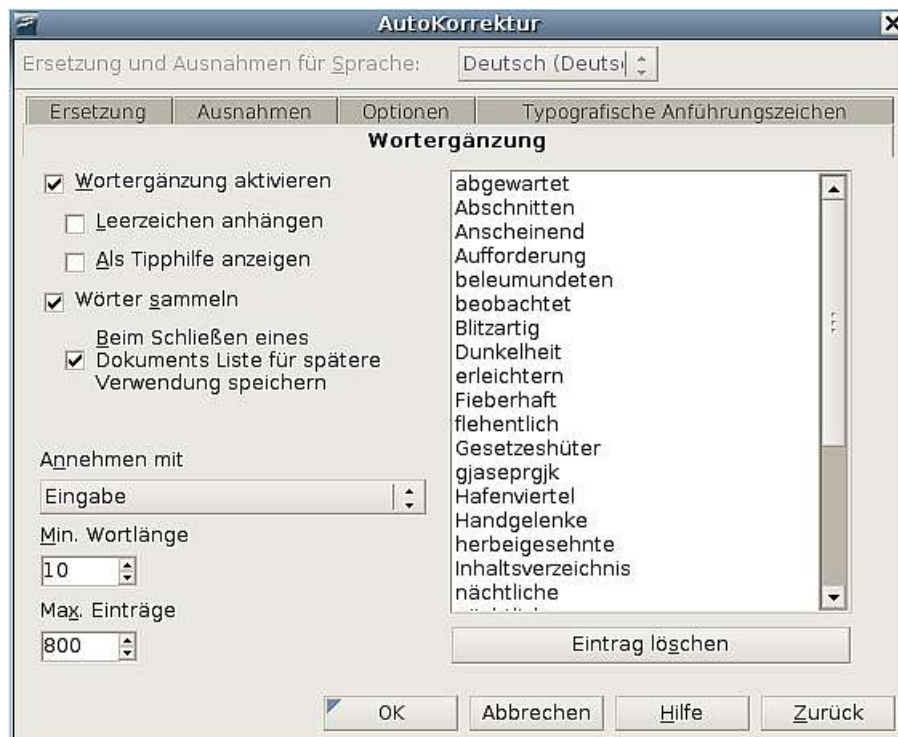 AutoKorrektur
Ersetzung und Ausnahmen für Sprache:
Deutsch (Deuts
Ersetzung
Ausnahmen
Optionen
Typografische Anführungszeichen
Wortergänzung
Wortergänzung aktivieren
Leerzeichen anhängen
Als Tipphilfe anzeigen
Wörter sammeln
Beim Schließen eines
Dokuments Liste für spätere
Verwendung speichern
Annehmen mit
Eingabe
Min. Wortlänge
10
Max. Einträge
800
abgewartet
Abschnitten
Anscheinend
Aufforderung
beleumundeten
beobachtet
Blitzartig
Dunkelheit
erleichtern
Fieberhaft
flehentlich
Gesetzeshüter
gjaseprgjk
Hafenviertel
Handgelenke
herbeigesehnte
Inhaltsverzeichnis
nächtliche
Eintrag löschen
OK
Abbrechen
Hilfe
Zurück